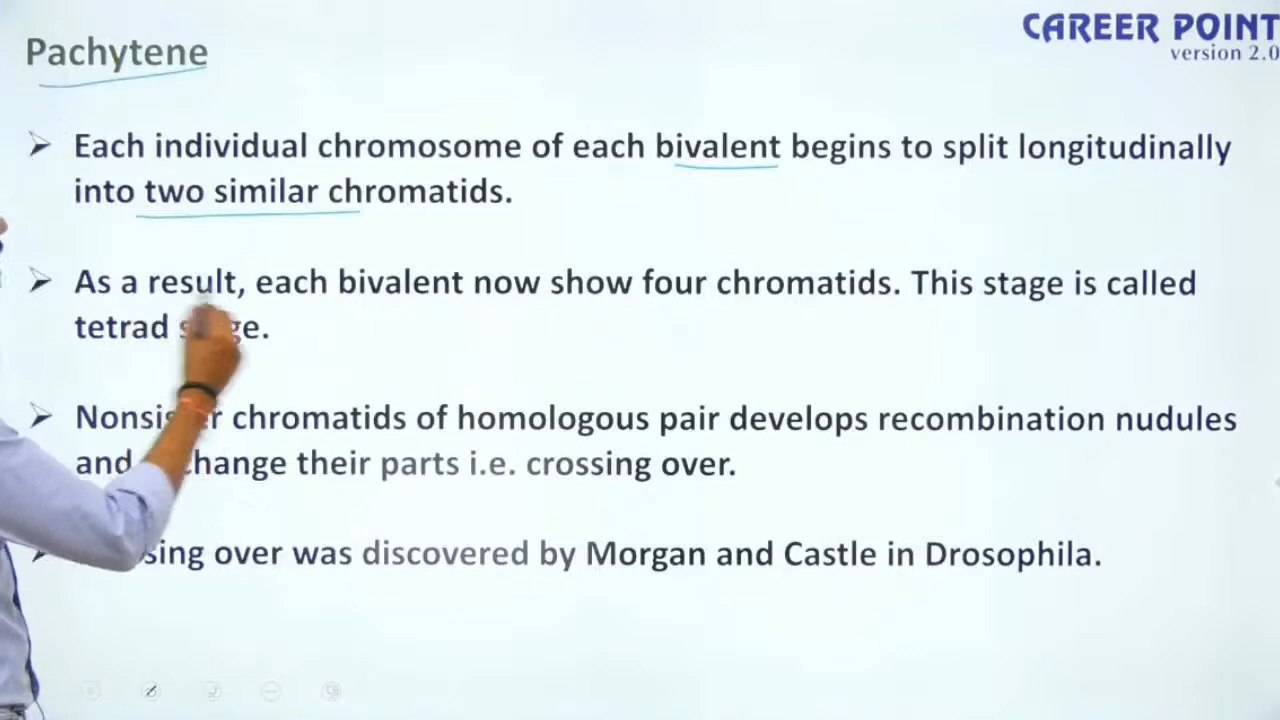 Pachytene
CAREER POINT
version 2.0
Each individual chromosome of each bivalent begins to split longitudinally
into two similar chromatids.
As a result, each bivalent now show four chromatids. This stage is called
tetrad
Nonsister chromatids of homologous pair develops recombination nudules
and change their parts i.e. crossing over.
sing over was discovered by Morgan and Castle in Drosophila.